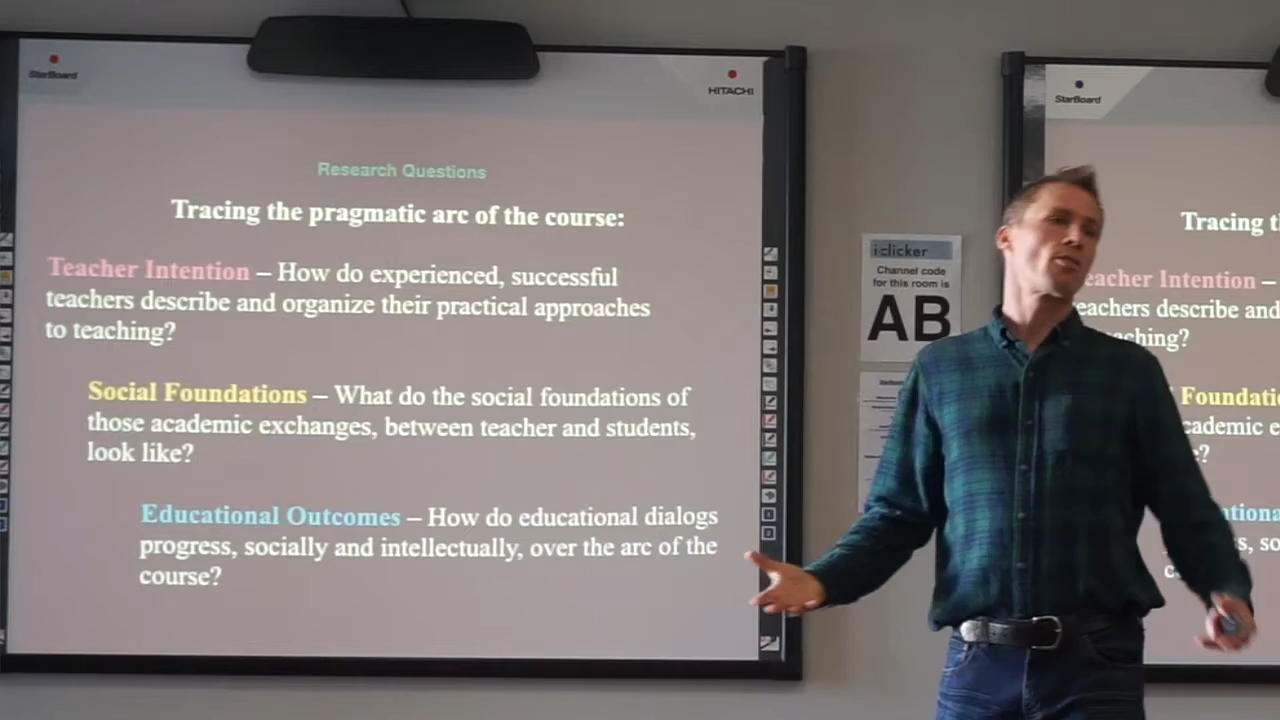 StarBoard
HITACHI
Research Questions
Tracing the pragmatic arc of the course:
Teacher Intention – How do experienced, successful
teachers describe and organize their practical approaches
to teaching?
Social Foundations – What do the social foundations of
those academic exchanges, between teacher and students,
look like?
Educational Outcomes – How do educational dialogs
progress, socially and intellectually, over the arc of the
course?
iclicker
Channel code
for this room is
AB
StarBoard
Tracing
eacher Intention –
eachers describe and
aching?
Foundatio
cademic e
?
ationa
s, so